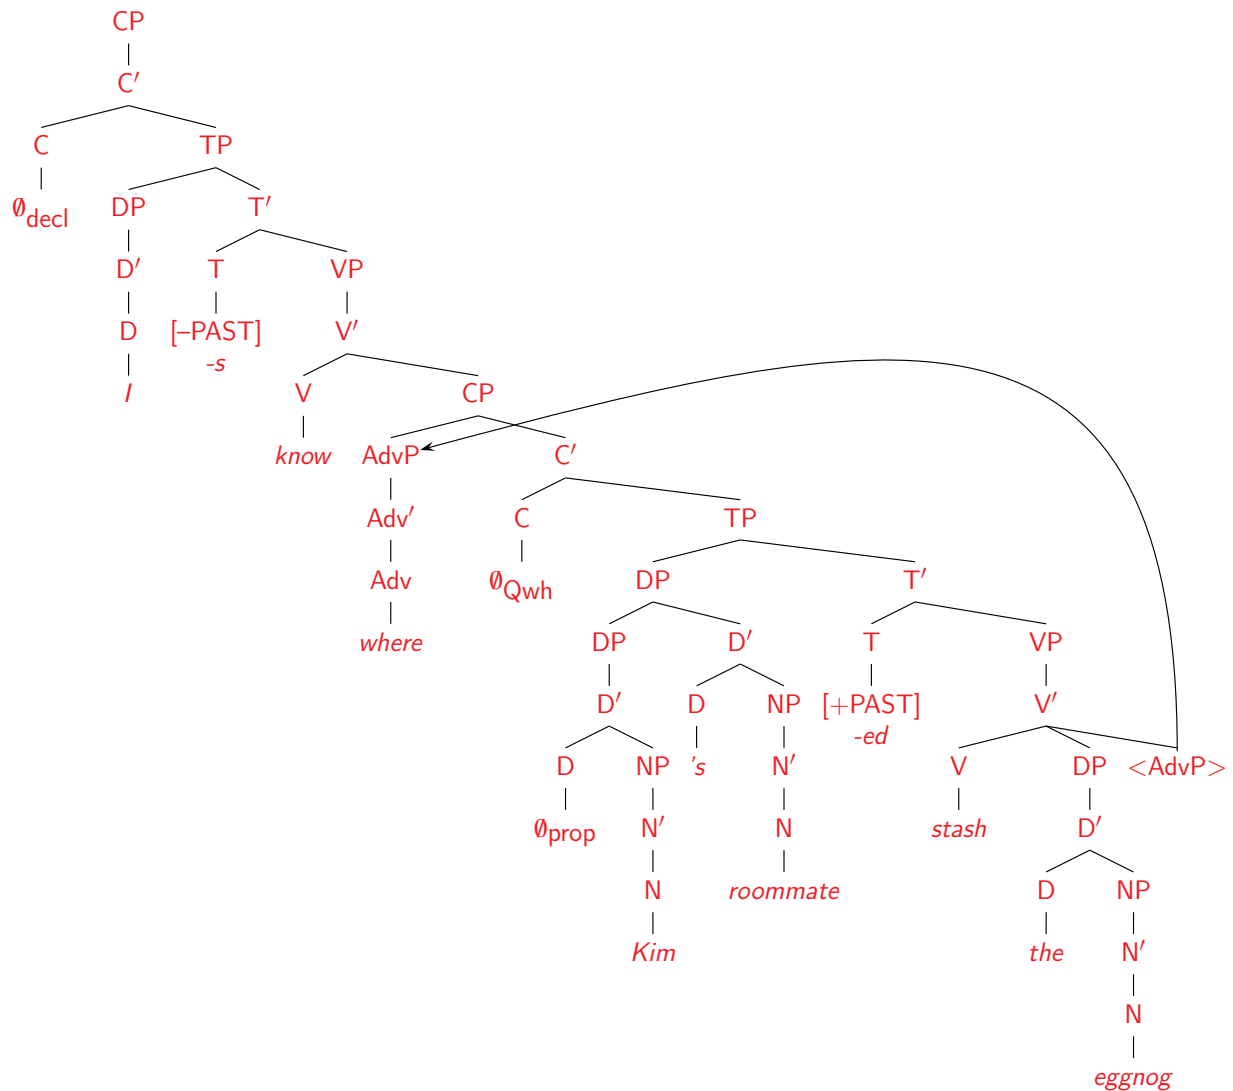 CP
C′
C TP
∅decl DP T′
D′ T VP
D [–PAST] V′
-s
I V CP
know AdvP C′
Adv′ C TP
Adv ∅Qwh DP T′
where DP D′ T VP
D′ D NP [+PAST] V′
-ed
D NP 's N′ V DP <AdvP>
∅prop N′ N stash D′
N roommate D NP
Kim the N′
N
eggnog